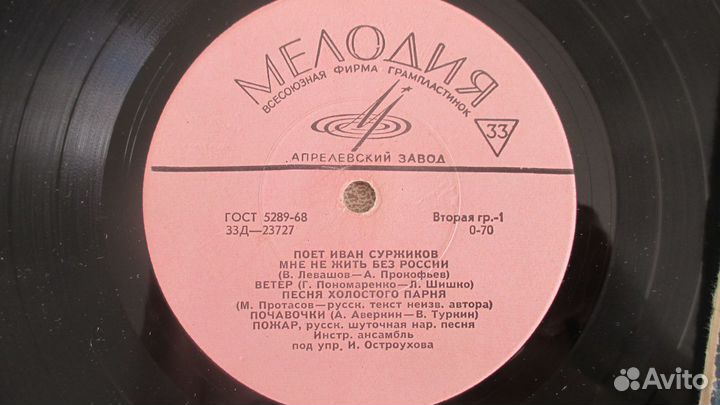 МЕЛОДИЯ
ВСЕСОЮЗНАЯ ФИРМА ГРАМПЛАСТИНОК
33
АПРЕЛЕВСКИЙ ЗАВОД
ГОСТ 5289-68 Вторая гр.-1
33Д—23727 0-70
ПОЕТ ИВАН СУРЖИКОВ
МНЕ НЕ ЖИТЬ БЕЗ РОССИИ
(В. Левашов—А. Прокофьев)
ВЕТЕР (Г. Пономаренко—Л. Шишко)
ПЕСНЯ ХОЛОСТОГО ПАРНЯ
(М. Протасов—русск. текст неизв. автора)
ПОЧАВОЧКИ (А. Аверкин—В. Туркин)
ПОЖАР, русск. шуточная нар. песня
Инстр. ансамбль
под упр. И. Остроухова
Avito